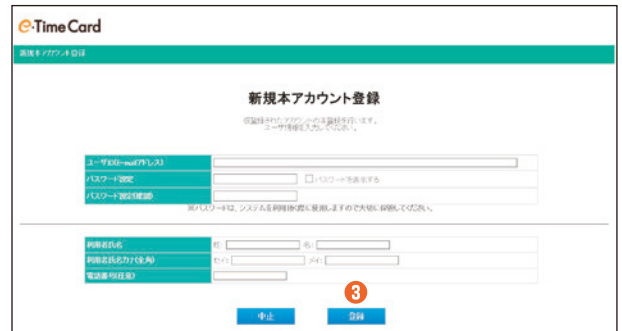 e-Time Card
新規本アカウント登録
新規本アカウント登録
仮登録されたアカウントの本登録を行います。
ユーザ情報を入力してください。
ユーザID(E-mailアドレス)
パスワード設定
パスワードを表示する
パスワード設定(確認)
※パスワードは、システムを利用する際に使用しますので大切に保管してください。
利用者氏名 姓: 名:
利用者氏名カナ(全角) セイ: メイ:
電話番号(任意)
3
中止 登録